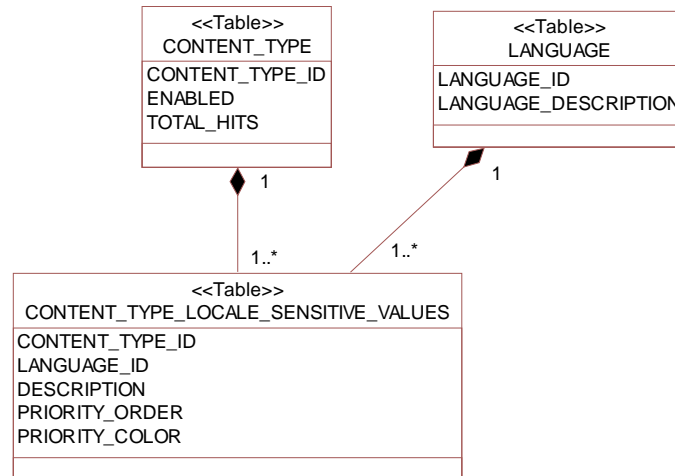 <<Table>>
CONTENT_TYPE
CONTENT_TYPE_ID
ENABLED
TOTAL_HITS
<<Table>>
LANGUAGE
LANGUAGE_ID
LANGUAGE_DESCRIPTION
1
1
1..*
1..*
<<Table>>
CONTENT_TYPE_LOCALE_SENSITIVE_VALUES
CONTENT_TYPE_ID
LANGUAGE_ID
DESCRIPTION
PRIORITY_ORDER
PRIORITY_COLOR